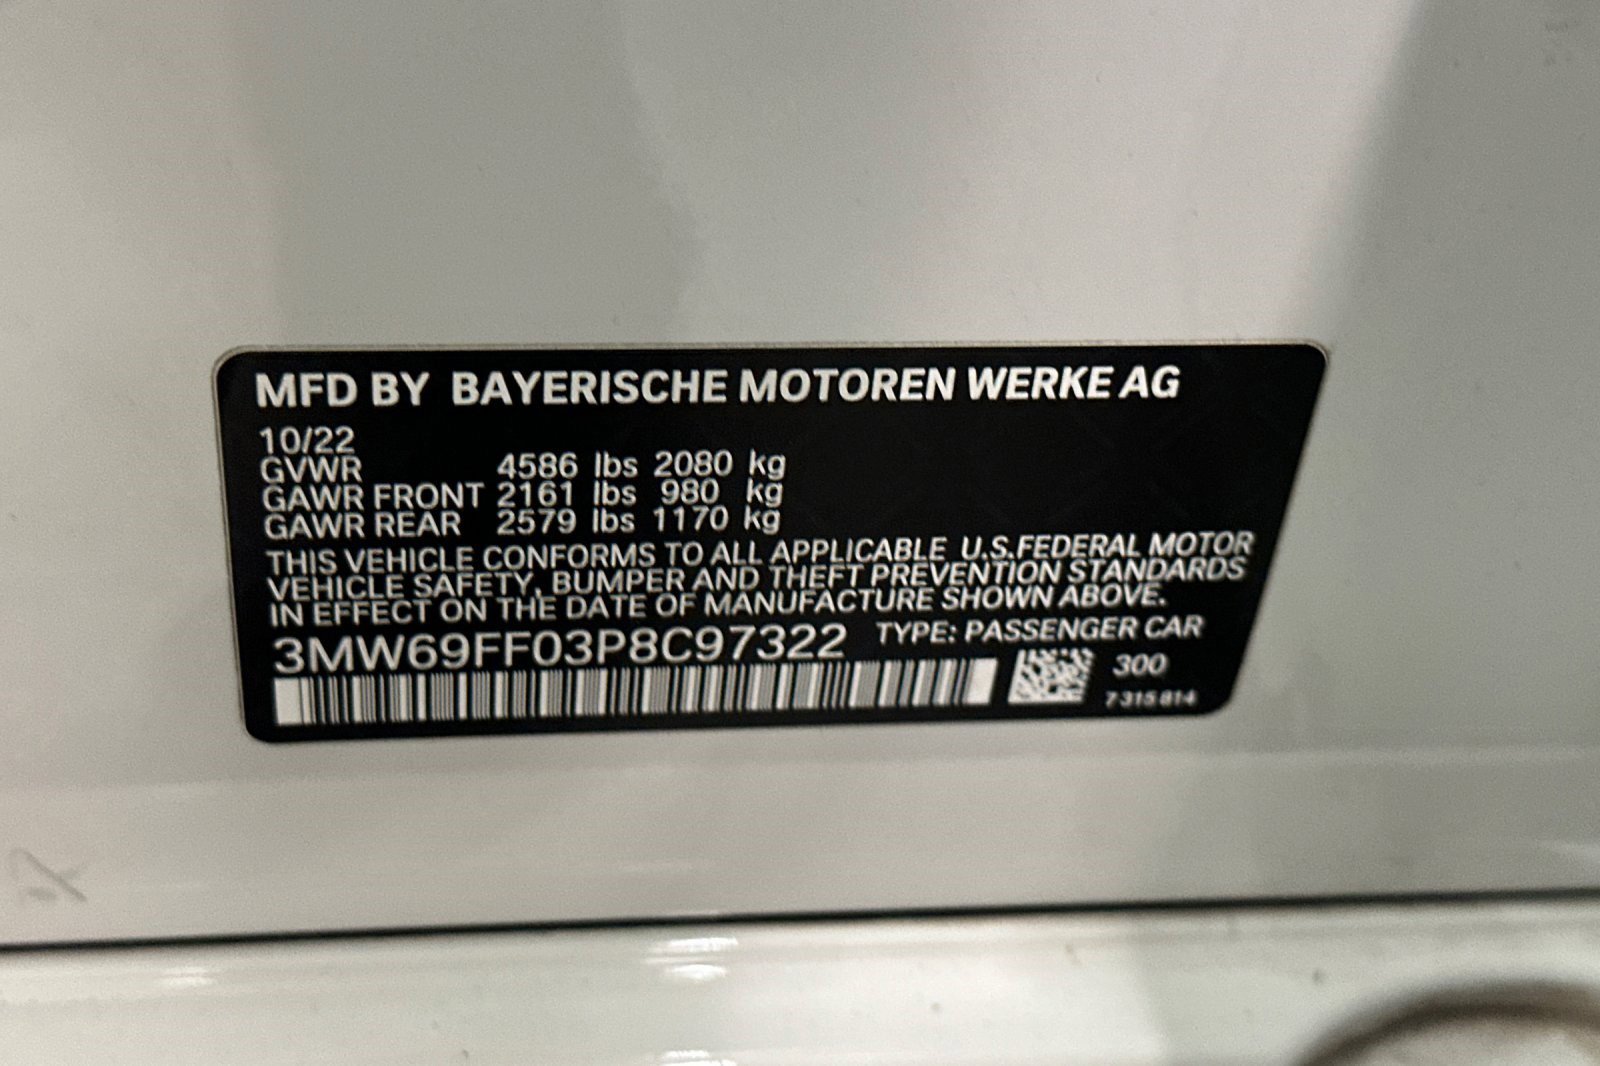 MFD BY BAYERISCHE MOTOREN WERKE AG
10/22
GVWR 4586 lbs 2080 kg
GAWR FRONT 2161 lbs 980 kg
GAWR REAR 2579 lbs 1170 kg
THIS VEHICLE CONFORMS TO ALL APPLICABLE U.S.FEDERAL MOTOR
VEHICLE SAFETY, BUMPER AND THEFT PREVENTION STANDARDS
IN EFFECT ON THE DATE OF MANUFACTURE SHOWN ABOVE.
3MW69FF03P8C97322 TYPE: PASSENGER CAR
300
7 315 814